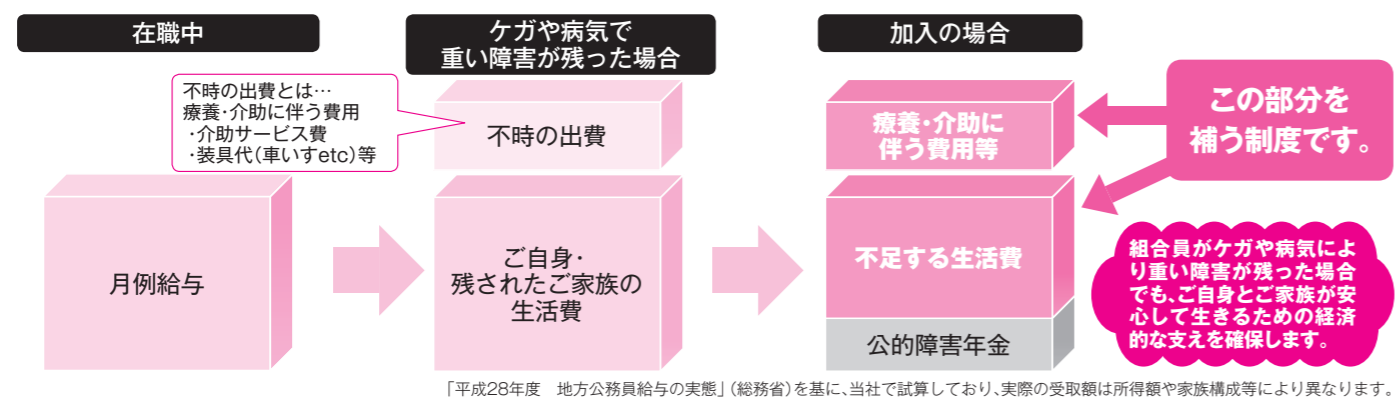 在職中
ケガや病気で
重い障害が残った場合
加入の場合
不時の出費とは…
療養・介助に伴う費用
・介助サービス費
・装具代（車いすetc）等
不時の出費
療養・介助に
伴う費用等
この部分を
補う制度です。
月例給与
ご自身・
残されたご家族の
生活費
不足する生活費
公的障害年金
組合員がケガや病気によ
り重い障害が残った場合
でも、ご自身とご家族が安
心して生きるための経済
的な支えを確保します。
「平成28年度　地方公務員給与の実態」（総務省）を基に、当社で試算しており、実際の受取額は所得額や家族構成等により異なります。